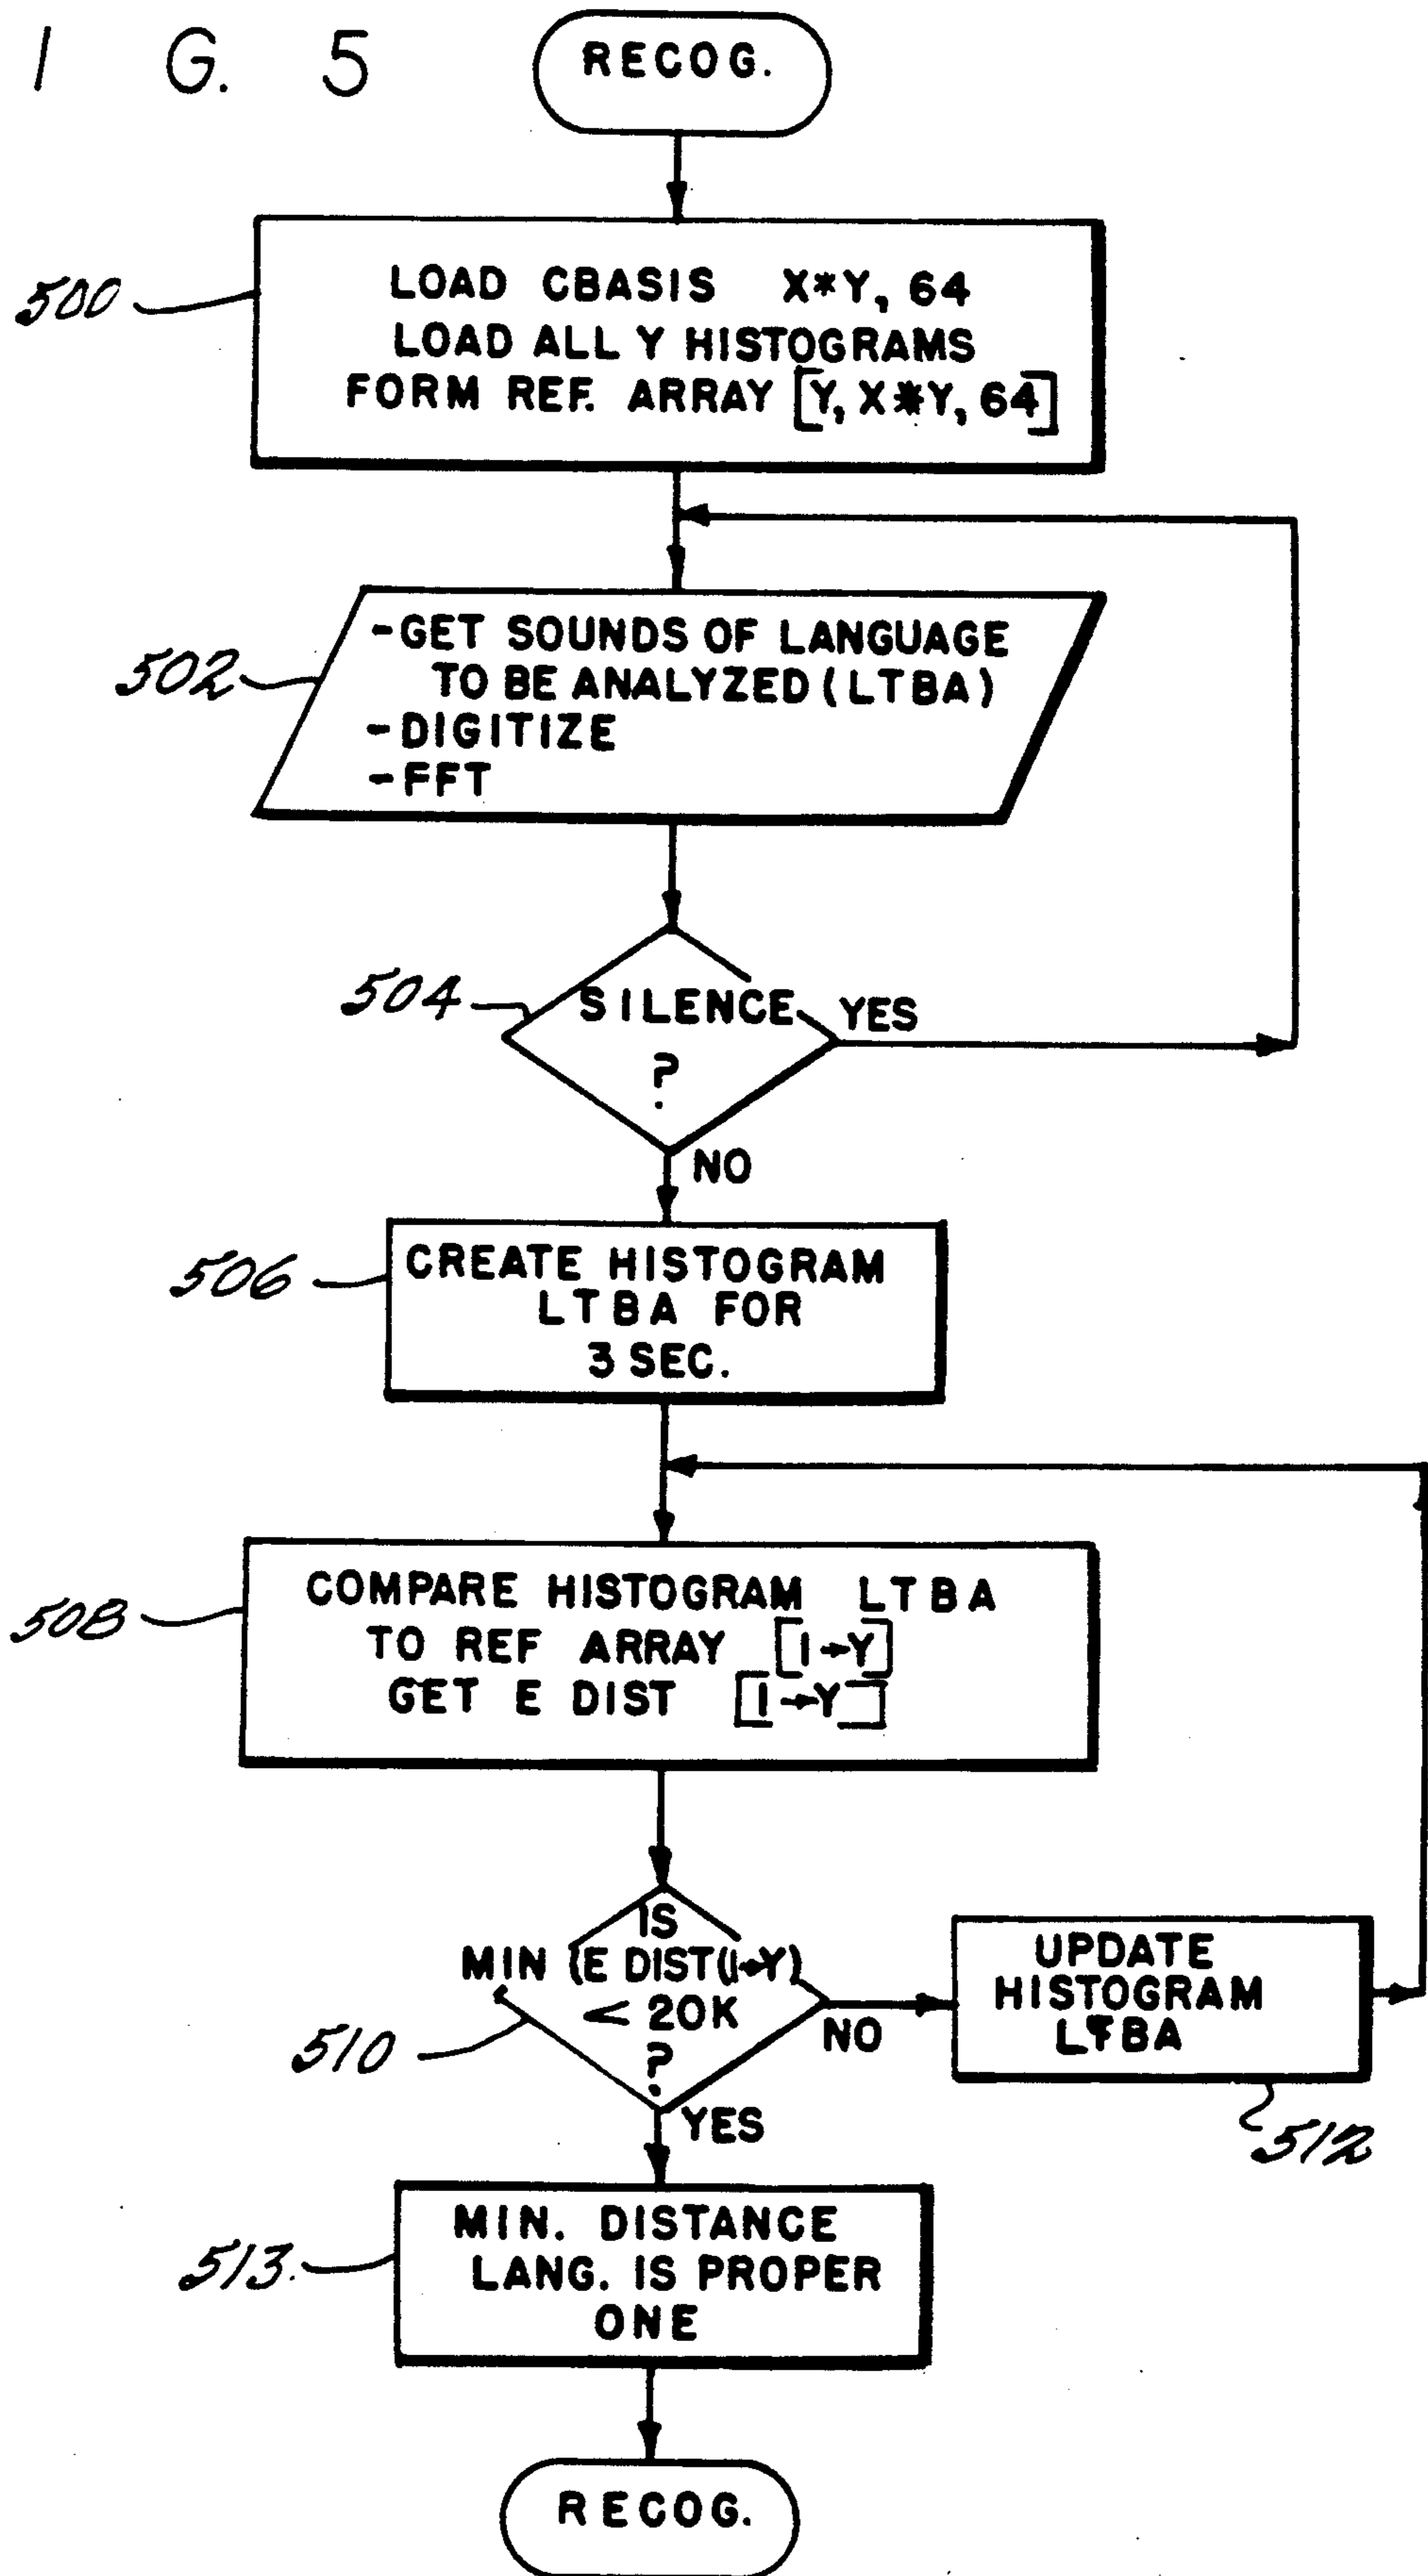 I G. 5
RECOG.
500
LOAD CBASIS X*Y, 64
LOAD ALL Y HISTOGRAMS
FORM REF. ARRAY [Y, X*Y, 64]
502
-GET SOUNDS OF LANGUAGE
TO BE ANALYZED (LTBA)
-DIGITIZE
-FFT
504
SILENCE
?
YES
NO
506
CREATE HISTOGRAM
LTBA FOR
3 SEC.
508
COMPARE HISTOGRAM LTBA
TO REF ARRAY [1→Y]
GET E DIST [1→Y]
510
IS
MIN (E DIST(1→Y)
< 20K
?
NO
YES
UPDATE
HISTOGRAM
LTBA
512
513.
MIN. DISTANCE
LANG. IS PROPER
ONE
RECOG.